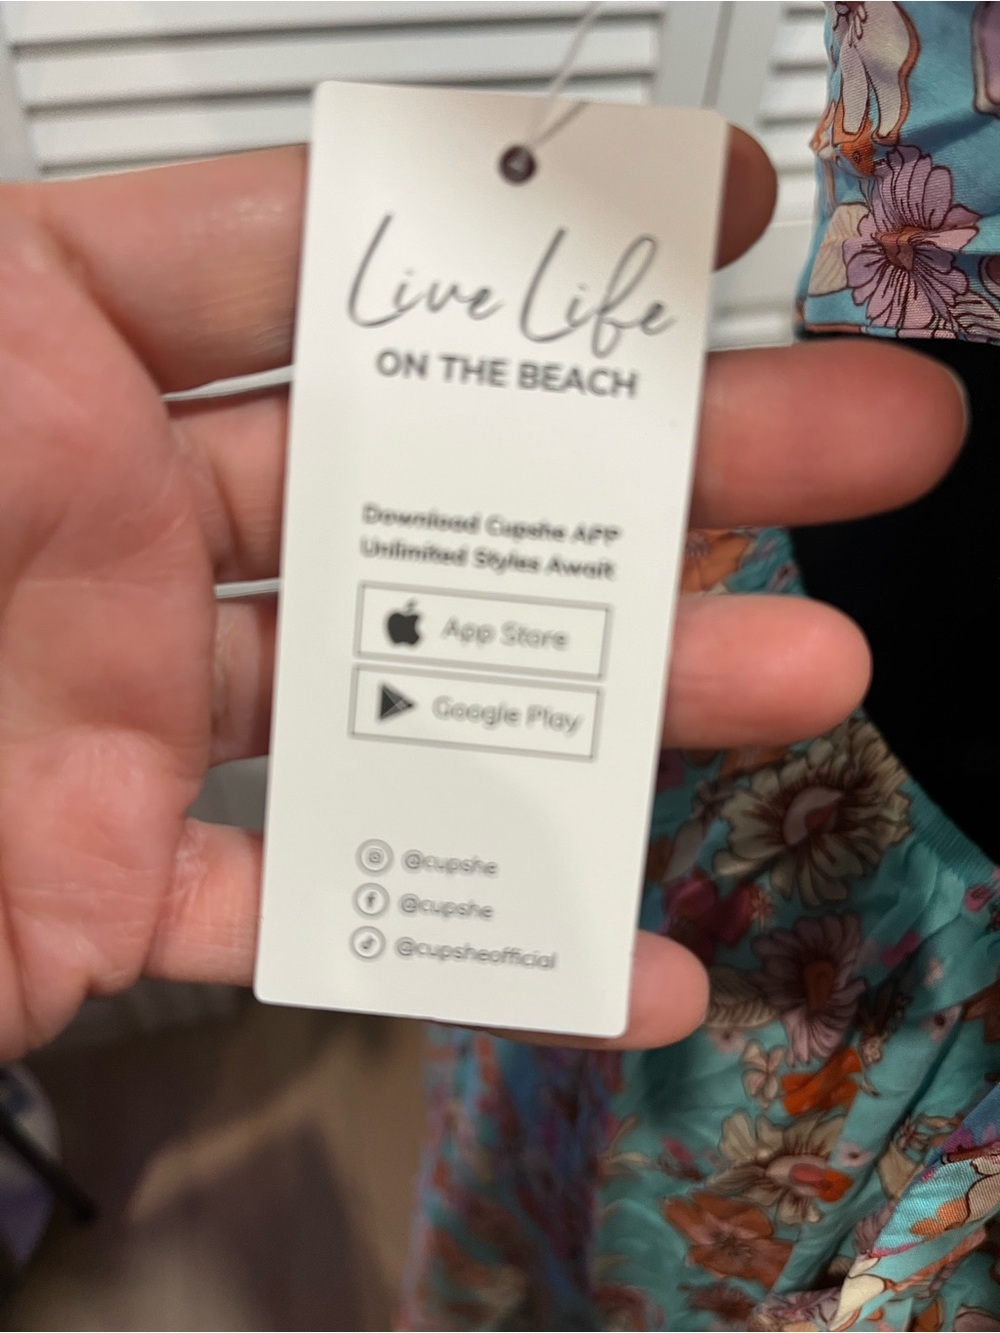 Live Life
ON THE BEACH
Download Cupshe APP
Unlimited Styles Await
App Store
Google Play
@cupshe
@cupshe
@cupsheofficial